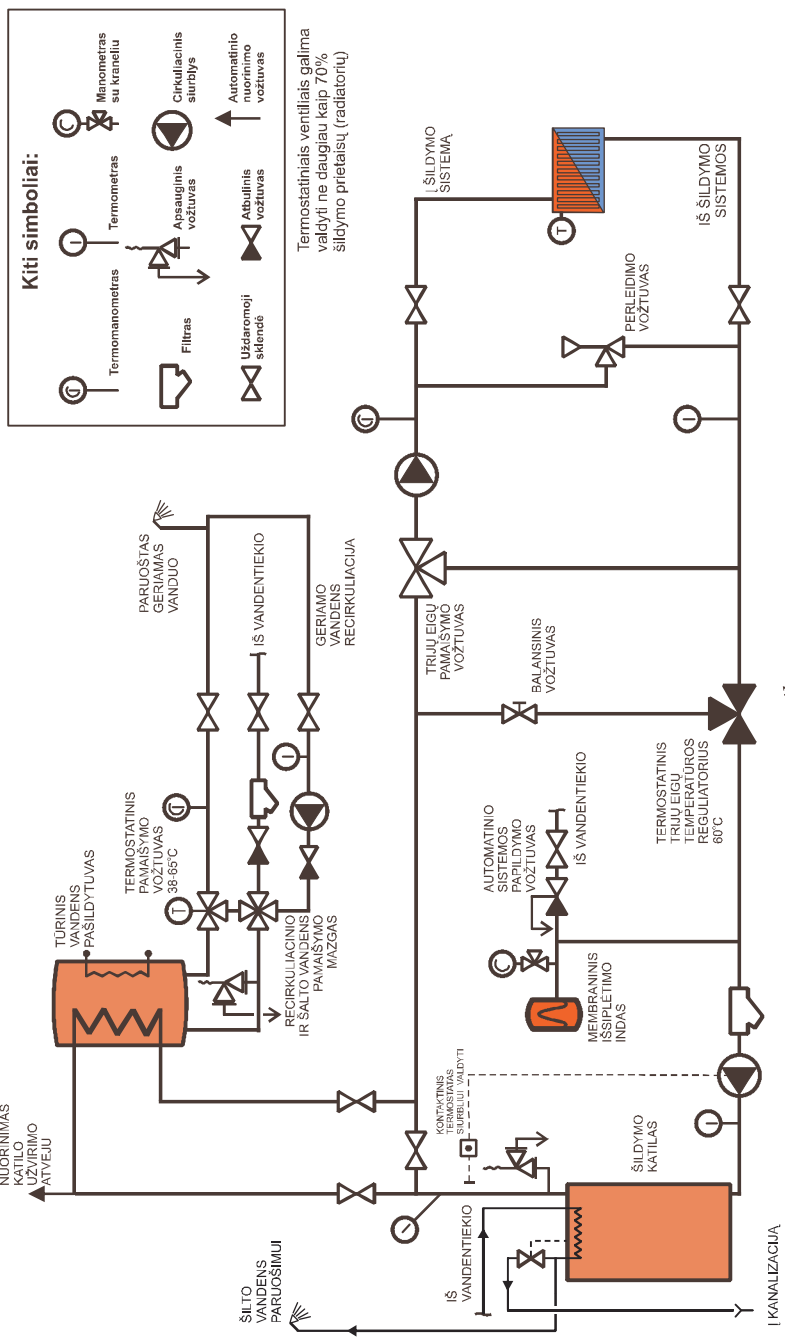 Kiti simboliai:
Termomanometras
Termometras
Manometras
su kraneliu
Filtras
Apsauginis
vožtuvas
Cirkuliacinis
siurblys
Uždaromoji
sklendė
Atbulinis
vožtuvas
Automatinio
nuorinimo
vožtuvas
Termostatiniais ventiliais galima
valdyti ne daugiau kaip 70%
šildymo prietaisų (radiatorių)
NUORINIMAS
KATILO
UŽVIRIMO
ATVEJU
TŪRINIS
VANDENS
PAŠILDYTUVAS
TERMOSTATINIS
PAMAIŠYMO
VOŽTUVAS
38-65°C
T
PARUOŠTAS
GERIAMAS
VANDUO
IŠ VANDENTIEKIO
GERIAMO
VANDENS
RECIRKULIACIJA
RECIRKULIACINIO
IR ŠALTO VANDENS
PAMAIŠYMO
MAZGAS
Į ŠILDYMO
SISTEMĄ
T
IŠ ŠILDYMO
SISTEMOS
PERLEIDIMO
VOŽTUVAS
TRIJŲ EIGŲ
PAMAIŠYMO
VOŽTUVAS
BALANSINIS
VOŽTUVAS
AUTOMATINIO
SISTEMOS
PAPILDYMO
VOŽTUVAS
IŠ VANDENTIEKIO
TERMOSTATINIS
TRIJŲ EIGŲ
TEMPERATŪROS
REGULIATORIUS
60°C
MEMBRANINIS
IŠSIPLĖTIMO
INDAS
KONTAKTINIS
TERMOSTATAS
SIURBLIUI VALDYTI
ŠILDYMO
KATILAS
ŠILTO
VANDENS
PARUOŠIMUI
IŠ
VANDENTIEKIO
Į KANALIZACIJĄ